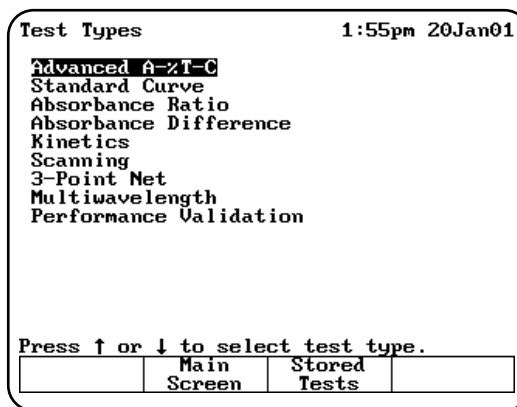 Test Types 1:55pm 20Jan01
Advanced A-%T-C
Standard Curve
Absorbance Ratio
Absorbance Difference
Kinetics
Scanning
3-Point Net
Multiwavelength
Performance Validation
Press ↑ or ↓ to select test type.
Main Screen
Stored Tests